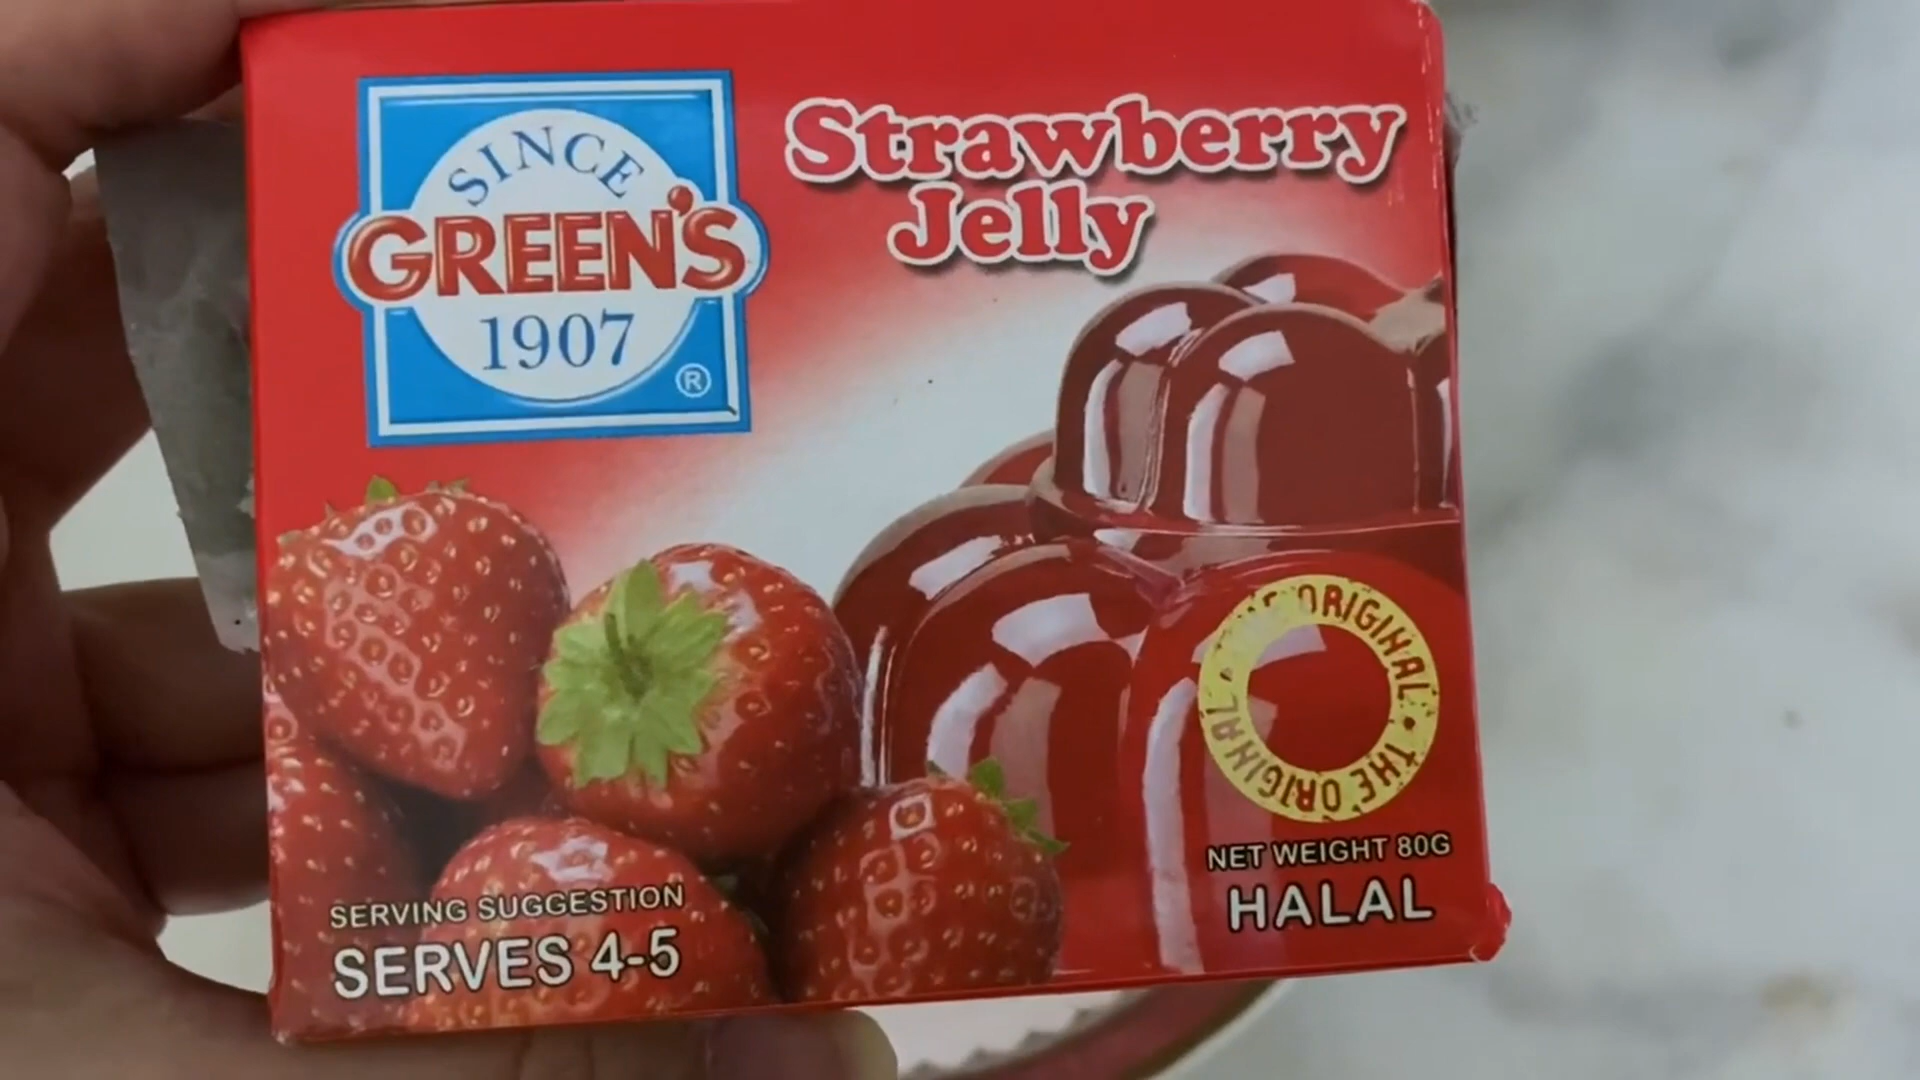 SINCE
GREEN'S
1907
®
Strawberry
Jelly
ORIGINAL • THE ORIGINAL •
NET WEIGHT 80G
HALAL
SERVING SUGGESTION
SERVES 4-5